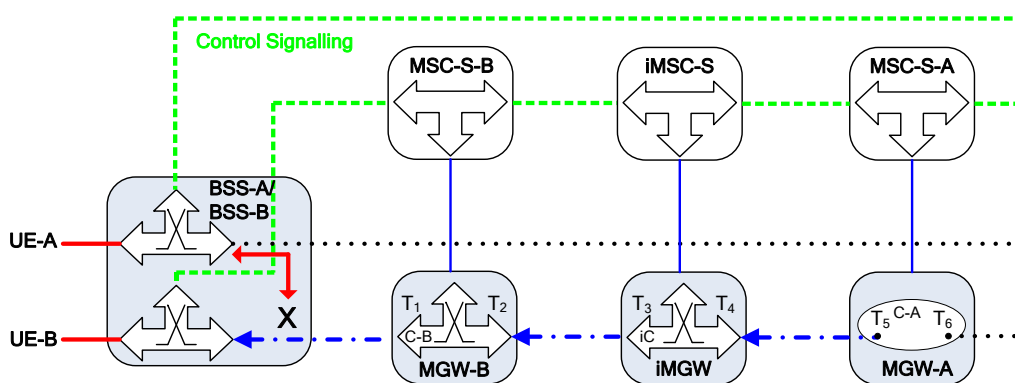 Control Signalling
MSC-S-B
iMSC-S
MSC-S-A
BSS-A/
BSS-B
UE-A
X
UE-B
T1
T2
C-B
MGW-B
T3
T4
iC
iMGW
T5
C-A
T6
MGW-A